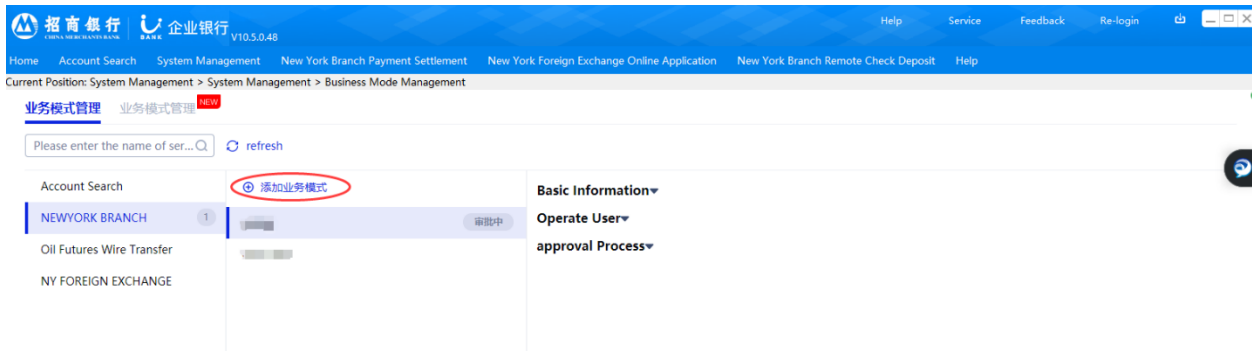 招商银行 企业银行 V10.5.0.48 Help Service Feedback Re-login
CHINA MERCHANTS BANK BANK
Home Account Search System Management New York Branch Payment Settlement New York Foreign Exchange Online Application New York Branch Remote Check Deposit Help
Current Position: System Management > System Management > Business Mode Management
业务模式管理 业务模式管理 NEW
Please enter the name of ser... refresh
Account Search 添加业务模式 Basic Information
NEWYORK BRANCH 1 审批中 Operate User
Oil Futures Wire Transfer approval Process
NY FOREIGN EXCHANGE